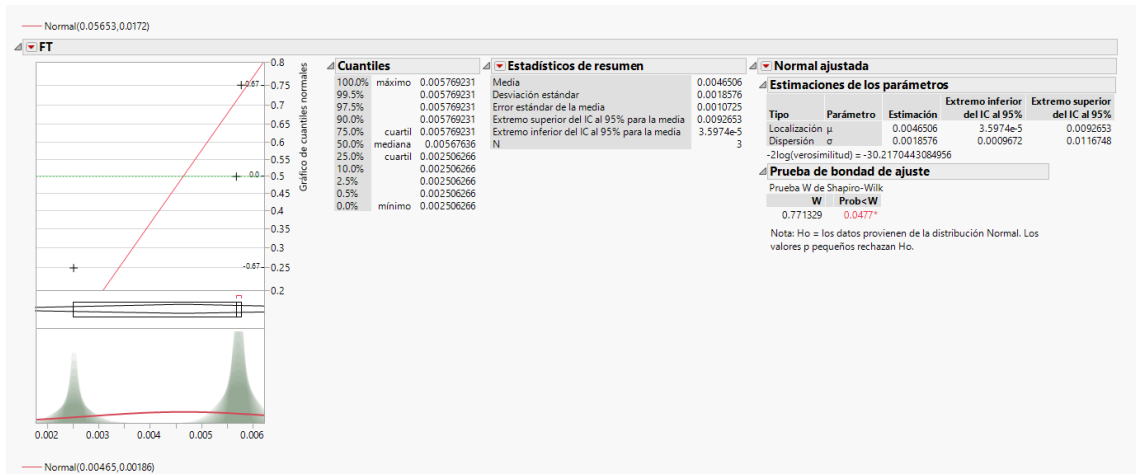 Normal(0.05653,0.0172)
FT
0.8
0.75
0.7
0.65
0.6
0.55
0.5
0.45
0.4
0.35
0.3
0.25
0.2
0.67
0.0
-0.67
Gráfico de cuantiles normales
0.002 0.003 0.004 0.005 0.006
Cuantiles
100.0% máximo 0.005769231
99.5% 0.005769231
97.5% 0.005769231
90.0% 0.005769231
75.0% cuartil 0.005769231
50.0% mediana 0.00567636
25.0% cuartil 0.002506266
10.0% 0.002506266
2.5% 0.002506266
0.5% 0.002506266
0.0% mínimo 0.002506266
Estadísticos de resumen
Media 0.0046506
Desviación estándar 0.0018576
Error estándar de la media 0.0010725
Extremo superior del IC al 95% para la media 0.0092653
Extremo inferior del IC al 95% para la media 3.5974e-5
N 3
Normal ajustada
Estimaciones de los parámetros
Extremo inferior Extremo superior
Tipo Parámetro Estimación del IC al 95% del IC al 95%
Localización μ 0.0046506 3.5974e-5 0.0092653
Dispersión σ 0.0018576 0.0009672 0.0116748
-2log(verosimilitud) = -30.2170443084956
Prueba de bondad de ajuste
Prueba W de Shapiro-Wilk
W Prob<W
0.771329 0.0477*
Nota: Ho = los datos provienen de la distribución Normal. Los
valores p pequeños rechazan Ho.
Normal(0.00465,0.00186)